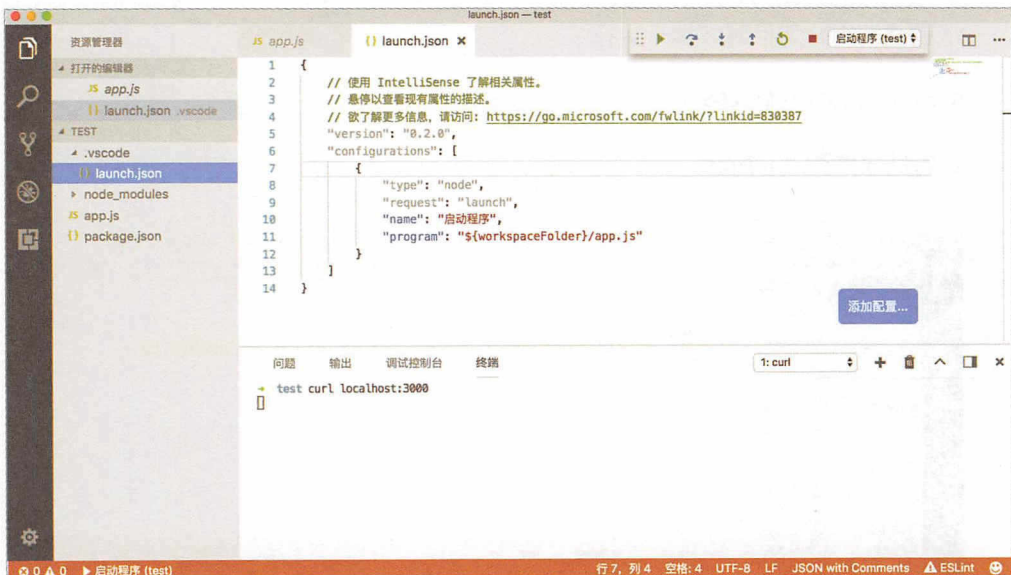 launch.json — test
资源管理器
打开的编辑器
JS app.js
{} launch.json .vscode
TEST
.vscode
{} launch.json
node_modules
JS app.js
{} package.json
JS app.js
{} launch.json ×
启动程序 (test)
1 {
2 // 使用 IntelliSense 了解相关属性。
3 // 悬停以查看现有属性的描述。
4 // 欲了解更多信息，请访问: https://go.microsoft.com/fwlink/?linkid=830387
5 "version": "0.2.0",
6 "configurations": [
7 {
8 "type": "node",
9 "request": "launch",
10 "name": "启动程序",
11 "program": "${workspaceFolder}/app.js"
12 }
13 ]
14 }
添加配置...
问题 输出 调试控制台 终端
1: curl
→ test curl localhost:3000
0 0 启动程序 (test)
行 7，列 4 空格: 4 UTF-8 LF JSON with Comments ESLint